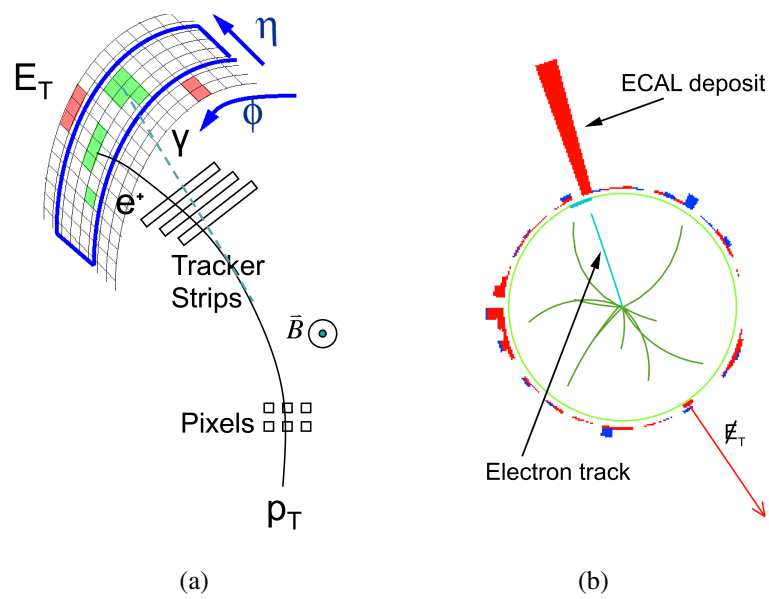 η
E_T
ϕ
γ
e⁺
Tracker
Strips
B⃗
Pixels
p_T
(a)
ECAL deposit
E̸_T
Electron track
(b)